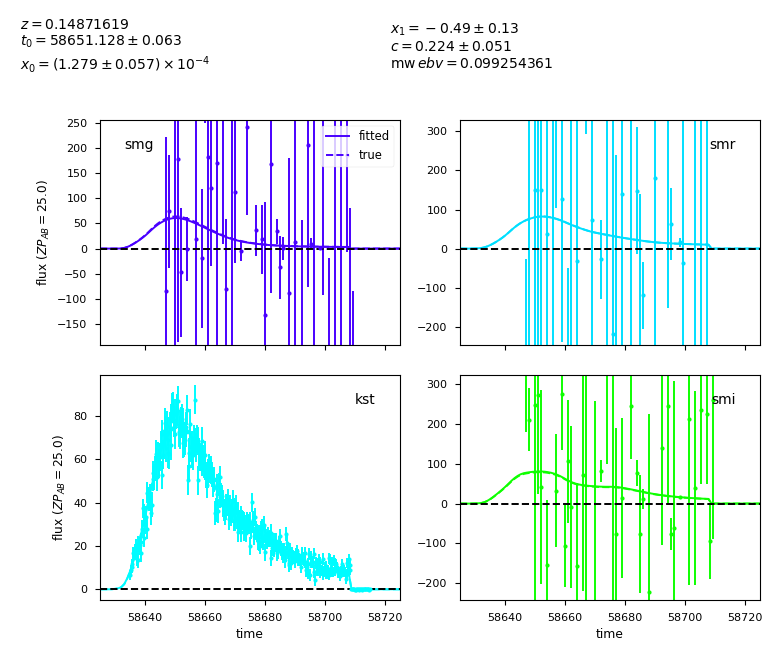 z = 0.14871619
t₀ = 58651.128 ± 0.063
x₀ = (1.279 ± 0.057) × 10⁻⁴
x₁ = −0.49 ± 0.13
c = 0.224 ± 0.051
mw ebv = 0.099254361
smg
fitted
true
250
200
150
100
50
0
−50
−100
−150
flux (ZP_AB = 25.0)
smr
300
200
100
0
−100
−200
kst
80
60
40
20
0
flux (ZP_AB = 25.0)
58640 58660 58680 58700 58720
time
smi
300
200
100
0
−100
−200
58640 58660 58680 58700 58720
time